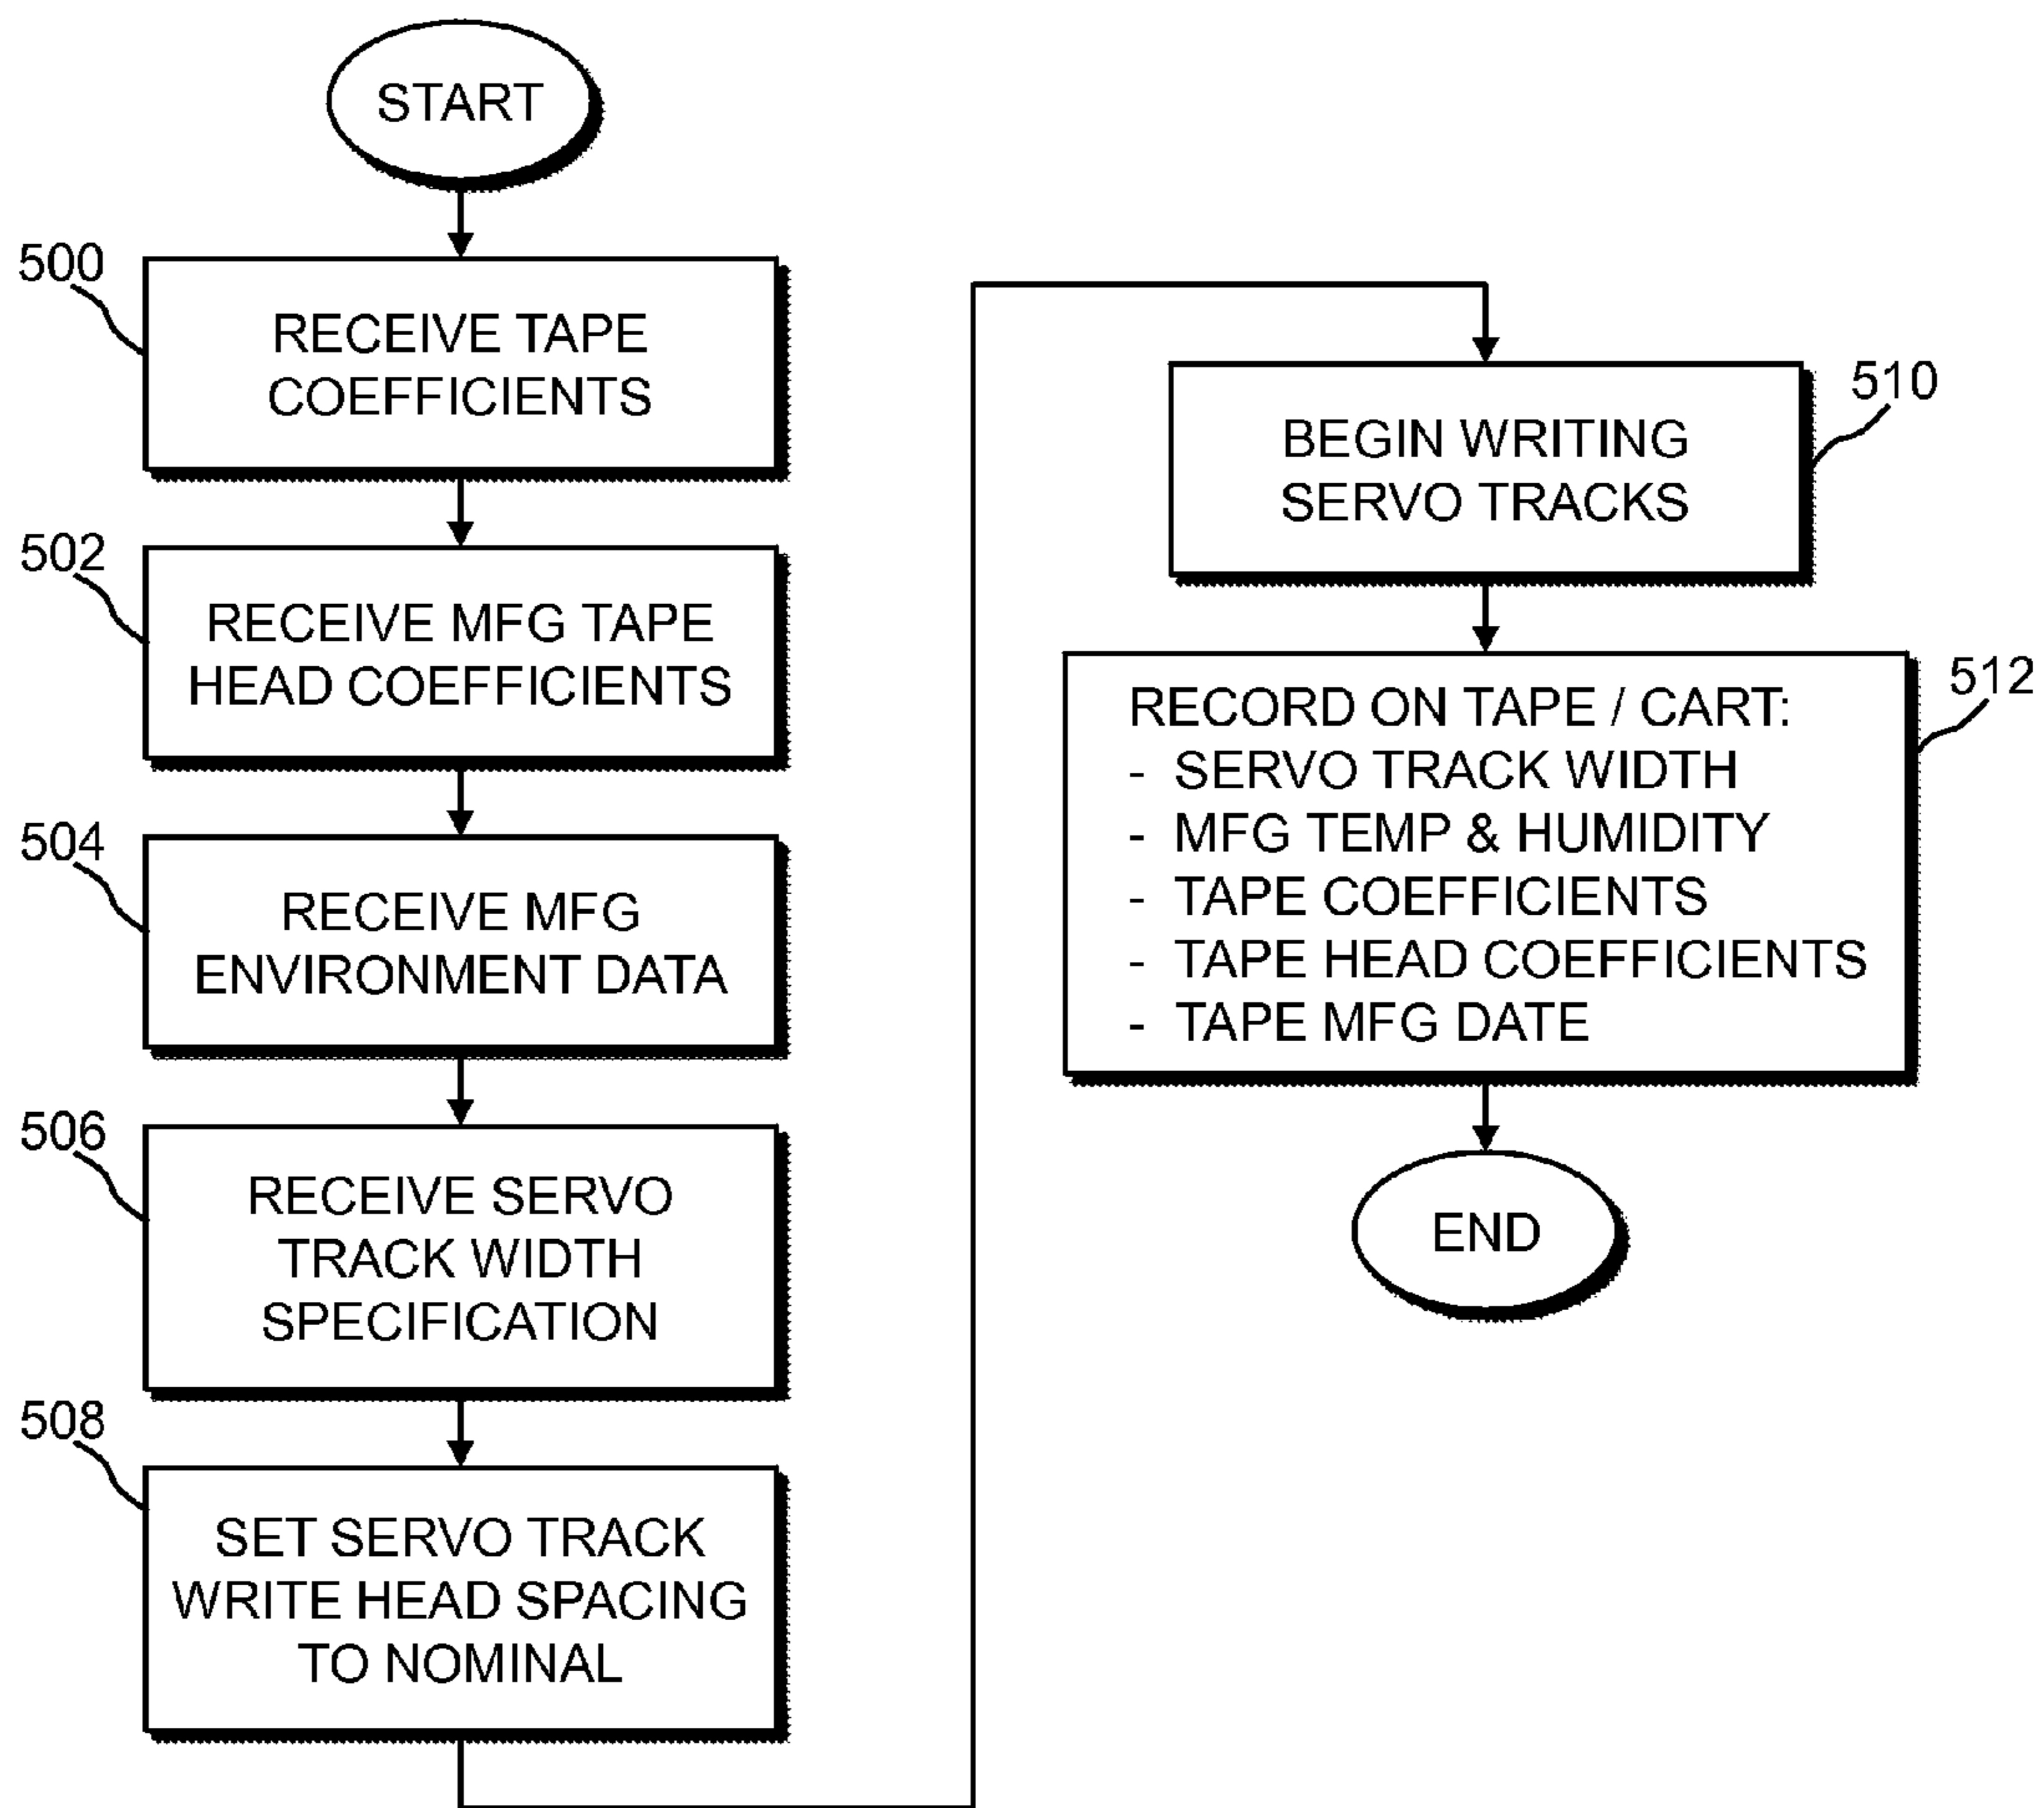 START
500
RECEIVE TAPE
COEFFICIENTS
502
RECEIVE MFG TAPE
HEAD COEFFICIENTS
504
RECEIVE MFG
ENVIRONMENT DATA
506
RECEIVE SERVO
TRACK WIDTH
SPECIFICATION
508
SET SERVO TRACK
WRITE HEAD SPACING
TO NOMINAL
510
BEGIN WRITING
SERVO TRACKS
512
RECORD ON TAPE / CART:
- SERVO TRACK WIDTH
- MFG TEMP & HUMIDITY
- TAPE COEFFICIENTS
- TAPE HEAD COEFFICIENTS
- TAPE MFG DATE
END